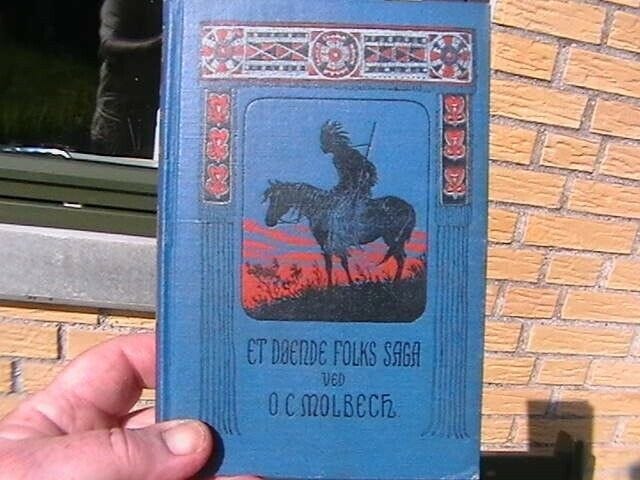 ET DØENDE FOLKS SAGA
VED
O. C. MOLBECH.